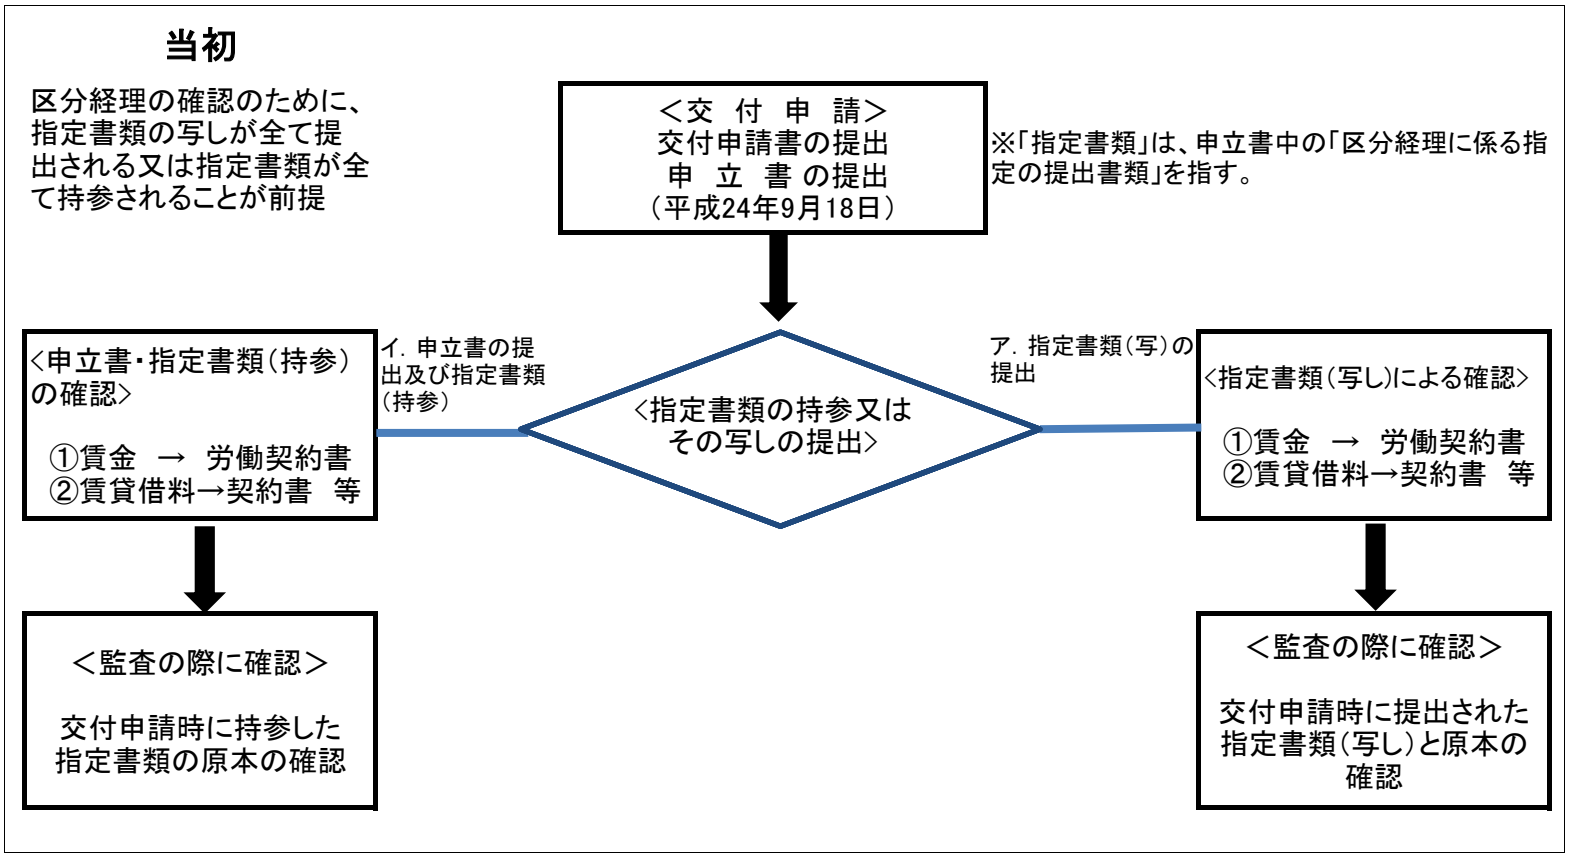 当初
区分経理の確認のために、
指定書類の写しが全て提
出される又は指定書類が全
て持参されることが前提
＜交　付　申　請＞
交付申請書の提出
申　立　書 の提出
（平成24年9月18日）
※「指定書類」は、申立書中の「区分経理に係る指
定の提出書類」を指す。
<申立書・指定書類（持参）
の確認>
①賃金　→　労働契約書
②賃貸借料→契約書　等
イ．申立書の提
出及び指定書類
（持参）
<指定書類の持参又は
その写しの提出>
ア．指定書類（写）の
提出
<指定書類（写し）による確認>
①賃金　→　労働契約書
②賃貸借料→契約書　等
＜監査の際に確認＞
交付申請時に持参した
指定書類の原本の確認
＜監査の際に確認＞
交付申請時に提出された
指定書類（写し）と原本の
確認